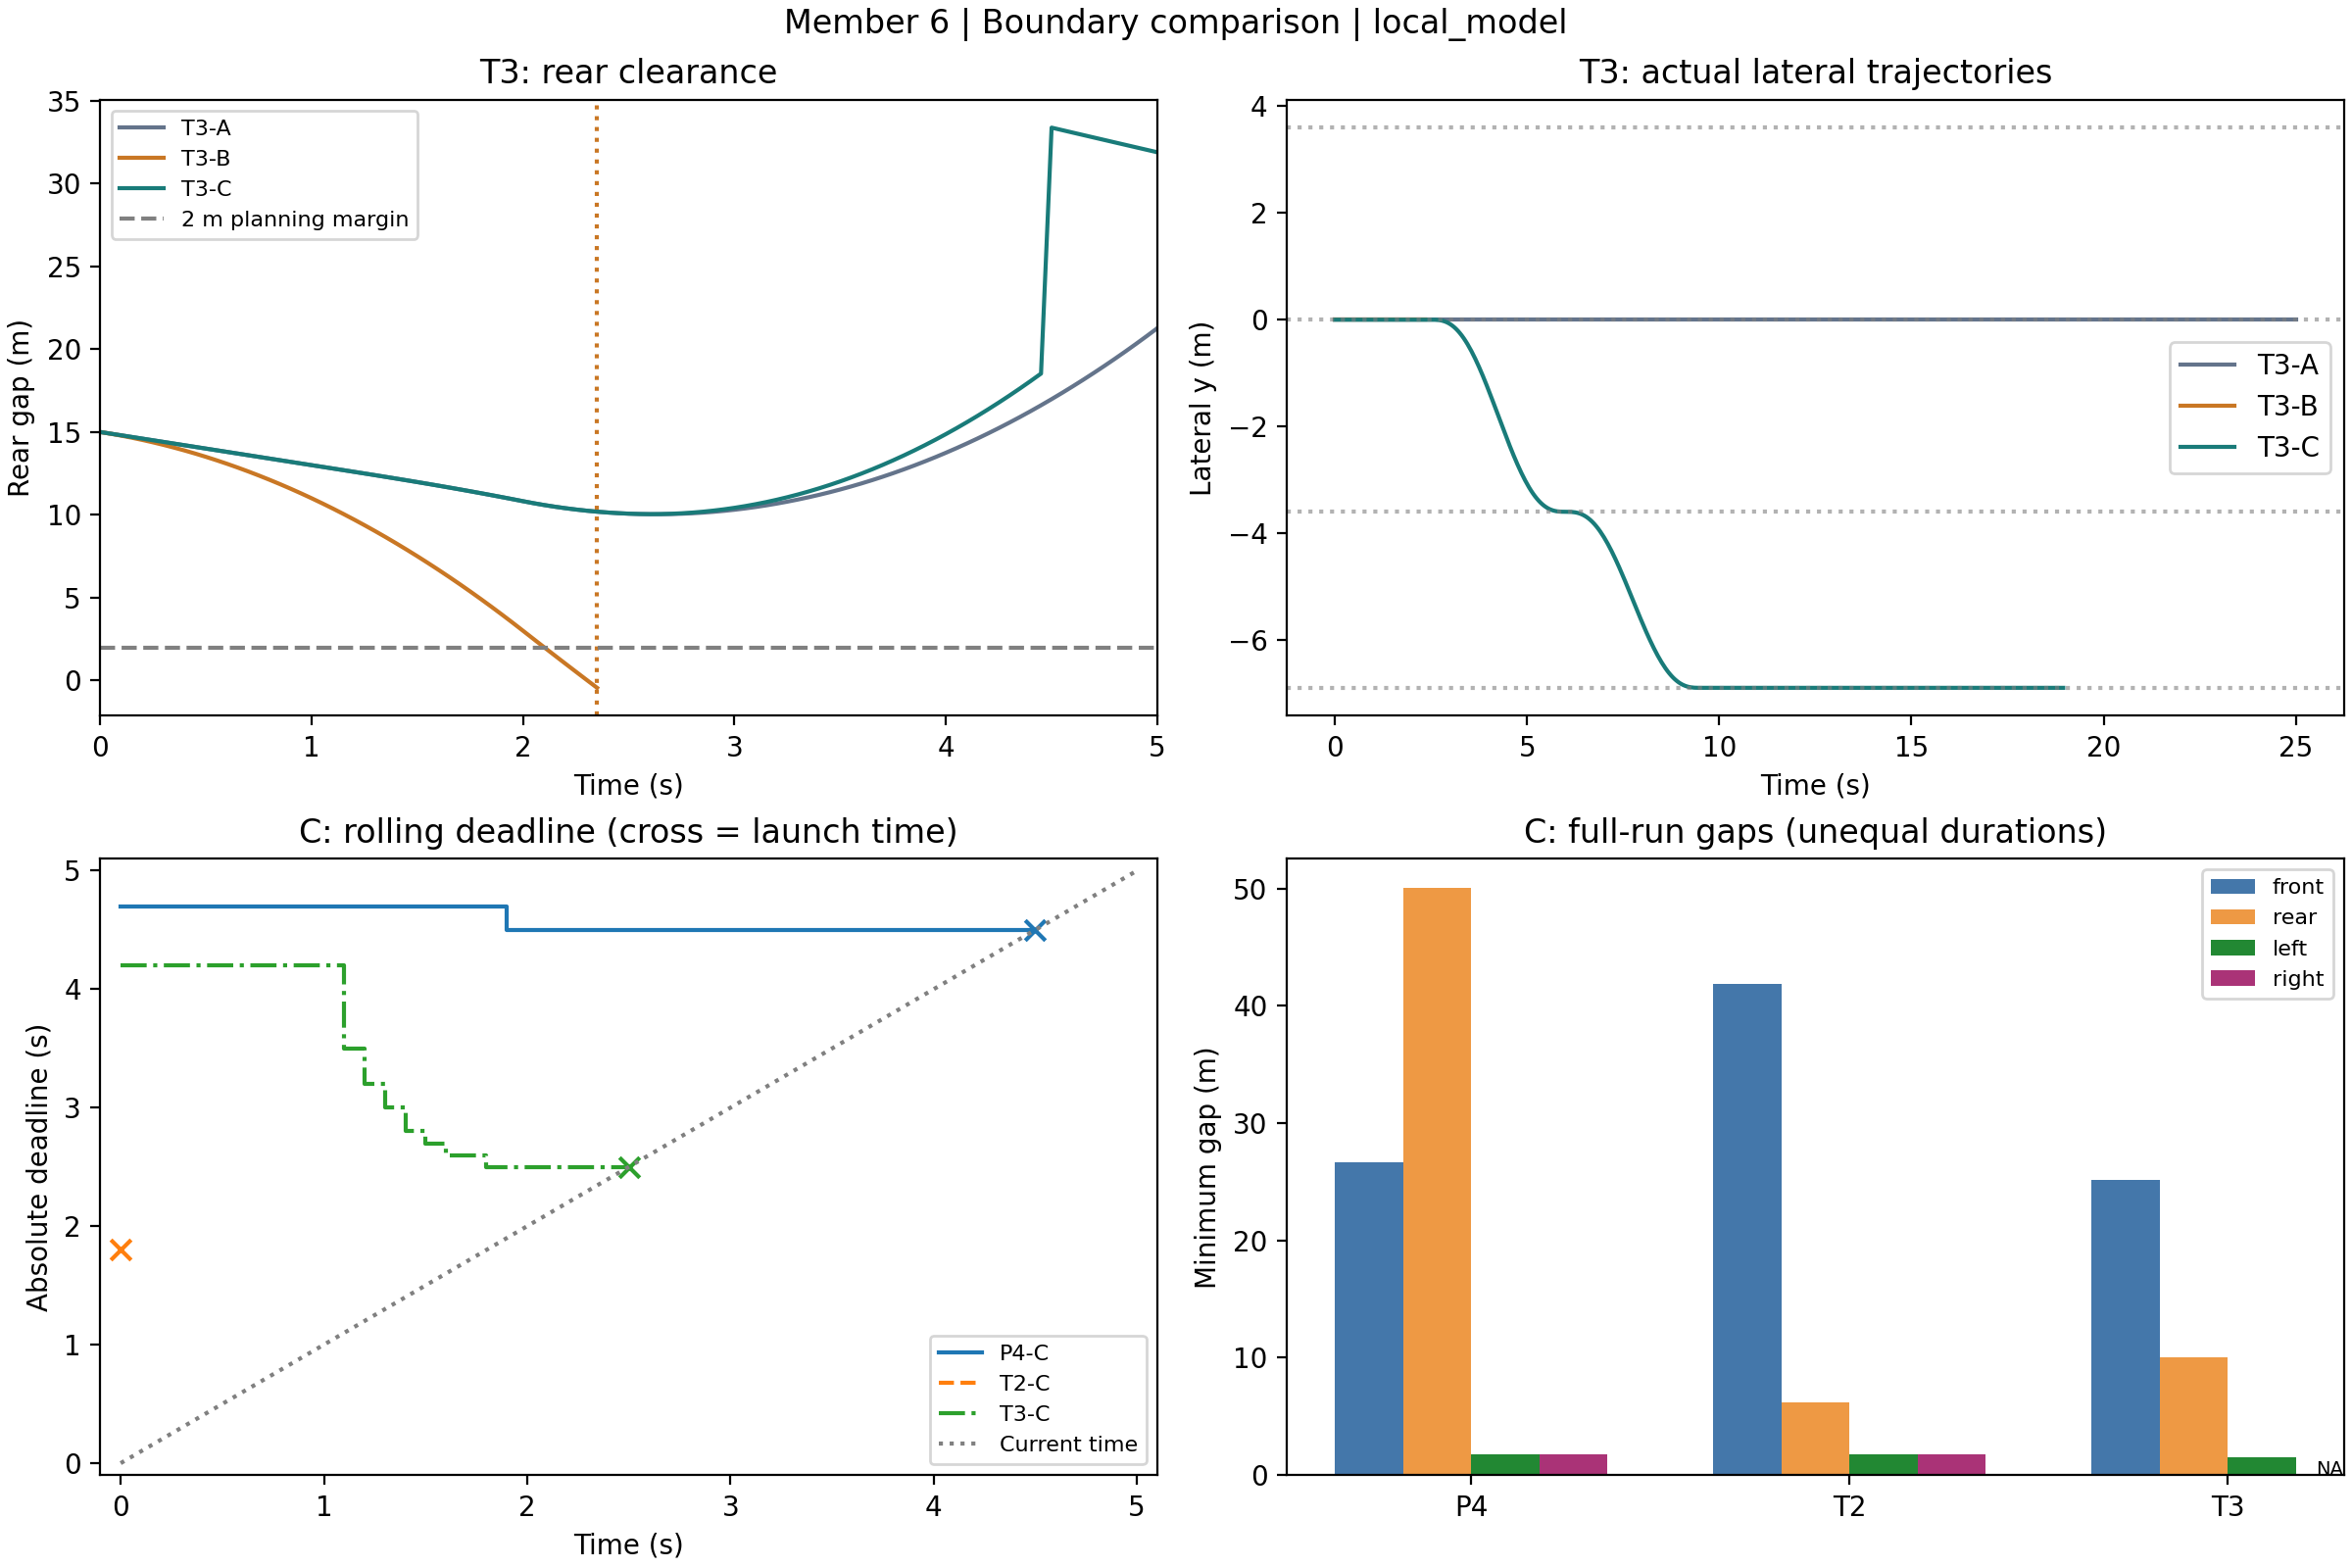 Member 6 | Boundary comparison | local_model
T3: rear clearance
35
30
25
20
15
10
5
0
Rear gap (m)
T3-A
T3-B
T3-C
2 m planning margin
0
1
2
3
4
5
Time (s)
T3: actual lateral trajectories
4
2
0
−2
−4
−6
Lateral y (m)
T3-A
T3-B
T3-C
0
5
10
15
20
25
Time (s)
C: rolling deadline (cross = launch time)
5
4
3
2
1
0
Absolute deadline (s)
P4-C
T2-C
T3-C
Current time
0
1
2
3
4
5
Time (s)
C: full-run gaps (unequal durations)
50
40
30
20
10
0
Minimum gap (m)
front
rear
left
right
NA
P4
T2
T3